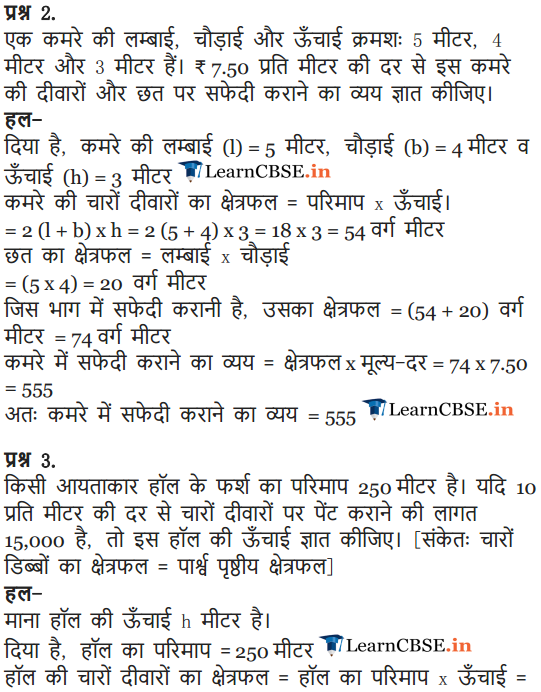 प्रश्न 2.
एक कमरे की लम्बाई, चौड़ाई और ऊँचाई क्रमशः 5 मीटर, 4
मीटर और 3 मीटर हैं। ₹ 7.50 प्रति मीटर की दर से इस कमरे
की दीवारों और छत पर सफेदी कराने का व्यय ज्ञात कीजिए।
हल–
दिया है, कमरे की लम्बाई (l) = 5 मीटर, चौड़ाई (b) = 4 मीटर व
ऊँचाई (h) = 3 मीटर LearnCBSE.in
कमरे की चारों दीवारों का क्षेत्रफल = परिमाप x ऊँचाई।
= 2 (l + b) x h = 2 (5 + 4) x 3 = 18 x 3 = 54 वर्ग मीटर
छत का क्षेत्रफल = लम्बाई x चौड़ाई
= (5 x 4) = 20 वर्ग मीटर
जिस भाग में सफेदी करानी है, उसका क्षेत्रफल = (54 + 20) वर्ग
मीटर = 74 वर्ग मीटर
कमरे में सफेदी कराने का व्यय = क्षेत्रफल x मूल्य-दर = 74 x 7.50
= 555
अतः कमरे में सफेदी कराने का व्यय = 555 LearnCBSE.in
प्रश्न 3.
किसी आयताकार हॉल के फर्श का परिमाप 250 मीटर है। यदि 10
प्रति मीटर की दर से चारों दीवारों पर पेंट कराने की लागत
15,000 है, तो इस हॉल की ऊँचाई ज्ञात कीजिए। [संकेतः चारों
डिब्बों का क्षेत्रफल = पार्श्व पृष्ठीय क्षेत्रफल]
हल–
माना हॉल की ऊँचाई h मीटर है।
दिया है, हॉल का परिमाप = 250 मीटर LearnCBSE.in
हॉल की चारों दीवारों का क्षेत्रफल = हॉल का परिमाप x ऊँचाई =